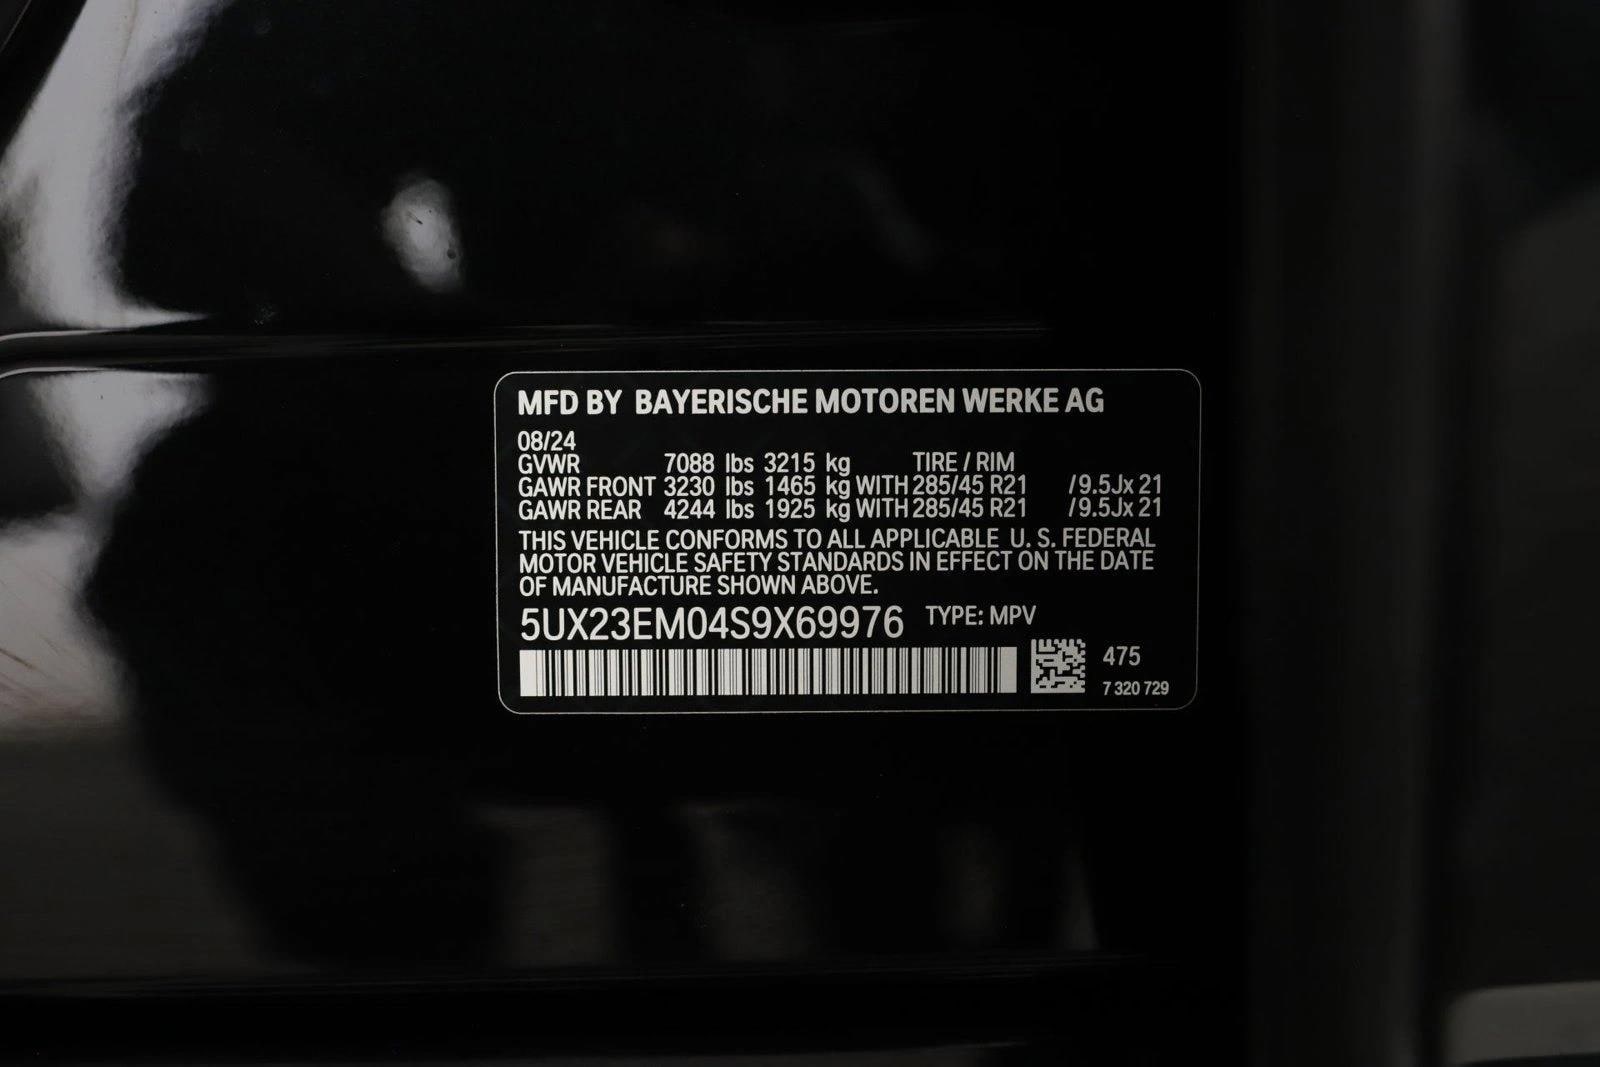 MFD BY BAYERISCHE MOTOREN WERKE AG
08/24
GVWR 7088 lbs 3215 kg TIRE / RIM
GAWR FRONT 3230 lbs 1465 kg WITH 285/45 R21 /9.5Jx 21
GAWR REAR 4244 lbs 1925 kg WITH 285/45 R21 /9.5Jx 21
THIS VEHICLE CONFORMS TO ALL APPLICABLE U. S. FEDERAL
MOTOR VEHICLE SAFETY STANDARDS IN EFFECT ON THE DATE
OF MANUFACTURE SHOWN ABOVE.
5UX23EM04S9X69976 TYPE: MPV
475
7 320 729